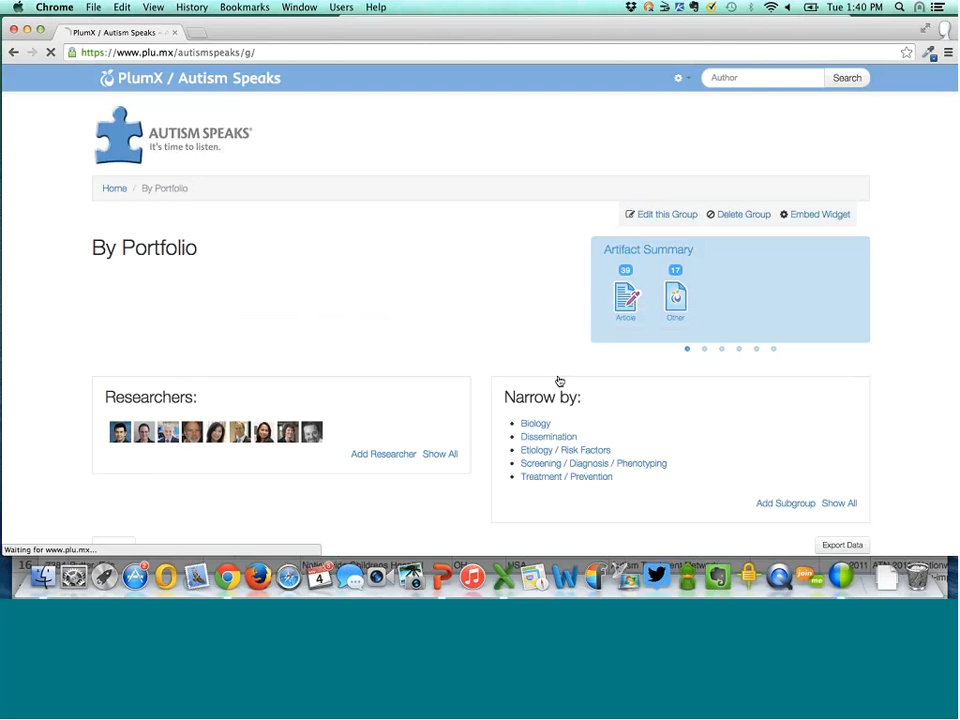 Chrome File Edit View History Bookmarks Window Users Help Tue 1:40 PM
PlumX / Autism Speaks -
https://www.plu.mx/autismspeaks/g/
PlumX / Autism Speaks Author Search
AUTISM SPEAKS
It's time to listen.
Home / By Portfolio
Edit this Group Delete Group Embed Widget
By Portfolio
Artifact Summary
39 17
Article Other
Researchers:
Add Researcher Show All
Narrow by:
Biology
Dissemination
Etiology / Risk Factors
Screening / Diagnosis / Phenotyping
Treatment / Prevention
Add Subgroup Show All
Export Data
Waiting for www.plu.mx...